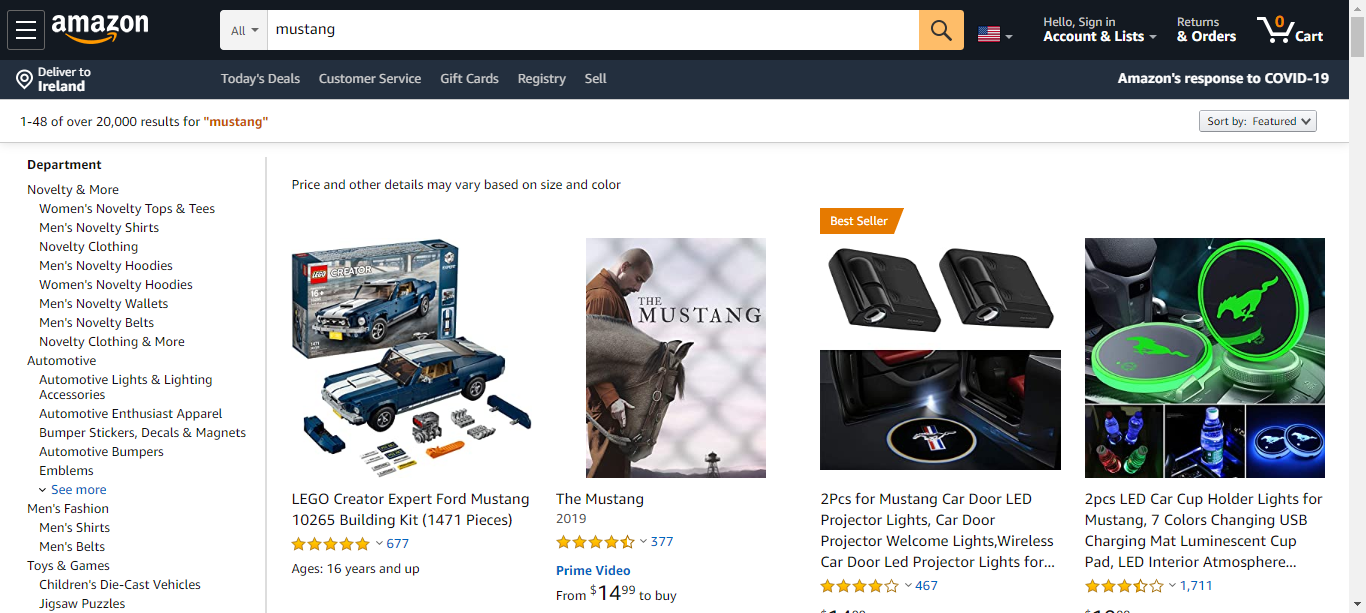 amazon
All
mustang
Hello, Sign in
Account & Lists
Returns
& Orders
0
Cart
Deliver to
Ireland
Today's Deals
Customer Service
Gift Cards
Registry
Sell
Amazon's response to COVID-19
1-48 of over 20,000 results for "mustang"
Sort by: Featured
Department
Novelty & More
Women's Novelty Tops & Tees
Men's Novelty Shirts
Novelty Clothing
Men's Novelty Hoodies
Women's Novelty Hoodies
Men's Novelty Wallets
Men's Novelty Belts
Novelty Clothing & More
Automotive
Automotive Lights & Lighting
Accessories
Automotive Enthusiast Apparel
Bumper Stickers, Decals & Magnets
Automotive Bumpers
Emblems
See more
Men's Fashion
Men's Shirts
Men's Belts
Toys & Games
Children's Die-Cast Vehicles
Jigsaw Puzzles
Price and other details may vary based on size and color
LEGO
CREATOR
EXPERT
16+
1471
LEGO Creator Expert Ford Mustang
10265 Building Kit (1471 Pieces)
677
Ages: 16 years and up
THE
MUSTANG
The Mustang
2019
377
Prime Video
From $14.99 to buy
Best Seller
2Pcs for Mustang Car Door LED
Projector Lights, Car Door
Projector Welcome Lights,Wireless
Car Door Led Projector Lights for...
467
P
2pcs LED Car Cup Holder Lights for
Mustang, 7 Colors Changing USB
Charging Mat Luminescent Cup
Pad, LED Interior Atmosphere...
1,711